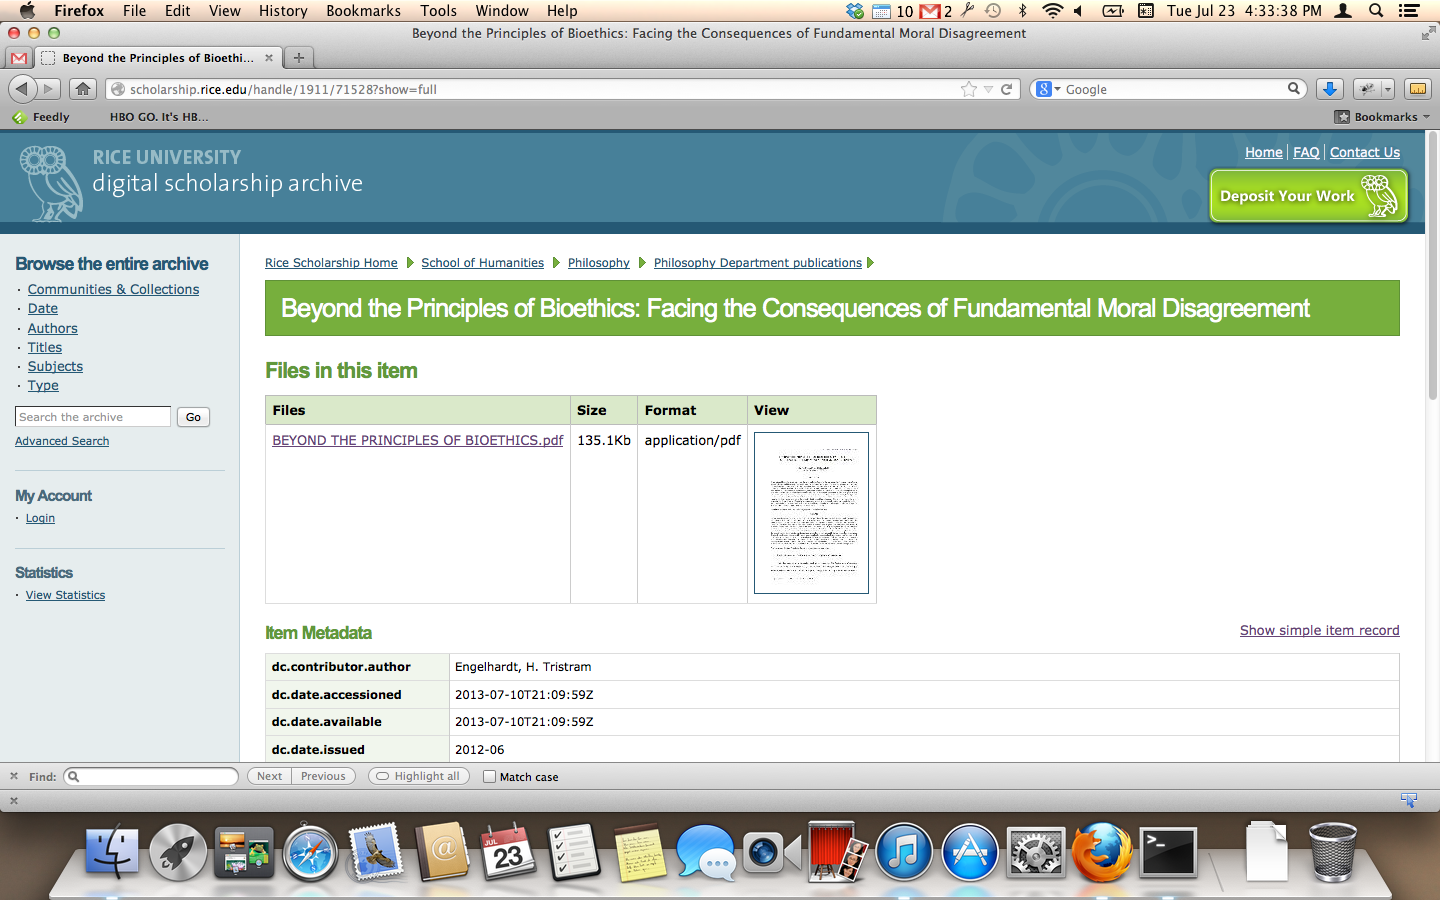 Firefox File Edit View History Bookmarks Tools Window Help 10 2 Tue Jul 23 4:33:38 PM
Beyond the Principles of Bioethics: Facing the Consequences of Fundamental Moral Disagreement
Beyond the Principles of Bioethi...
scholarship.rice.edu/handle/1911/71528?show=full
Google
Feedly HBO GO. It's HB... Bookmarks
RICE UNIVERSITY
digital scholarship archive
Home FAQ Contact Us
Deposit Your Work
Browse the entire archive
· Communities & Collections
· Date
· Authors
· Titles
· Subjects
· Type
Search the archive Go
Advanced Search
My Account
· Login
Statistics
· View Statistics
Rice Scholarship Home School of Humanities Philosophy Philosophy Department publications
Beyond the Principles of Bioethics: Facing the Consequences of Fundamental Moral Disagreement
Files in this item
Files Size Format View
BEYOND THE PRINCIPLES OF BIOETHICS.pdf 135.1Kb application/pdf
Item Metadata
Show simple item record
dc.contributor.author Engelhardt, H. Tristram
dc.date.accessioned 2013-07-10T21:09:59Z
dc.date.available 2013-07-10T21:09:59Z
dc.date.issued 2012-06
Find: Next Previous Highlight all Match case
JUL
23